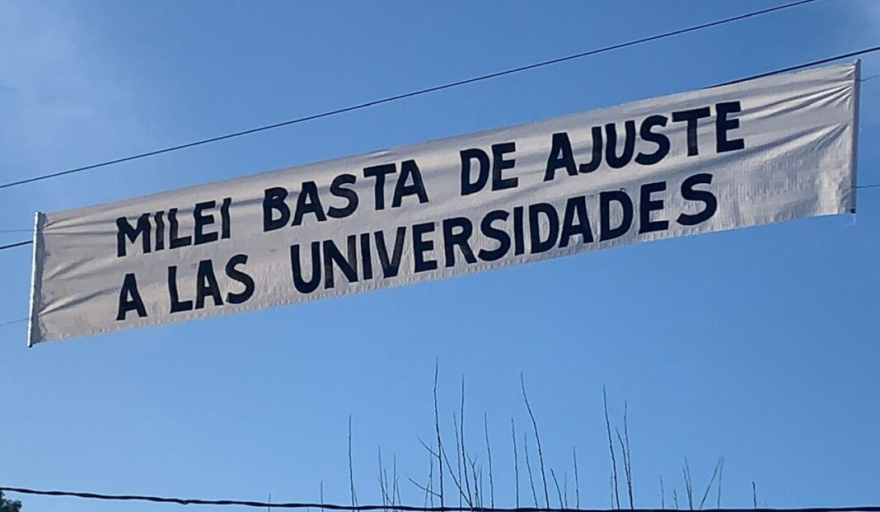 MILEI BASTA DE AJUSTE
A LAS UNIVERSIDADES